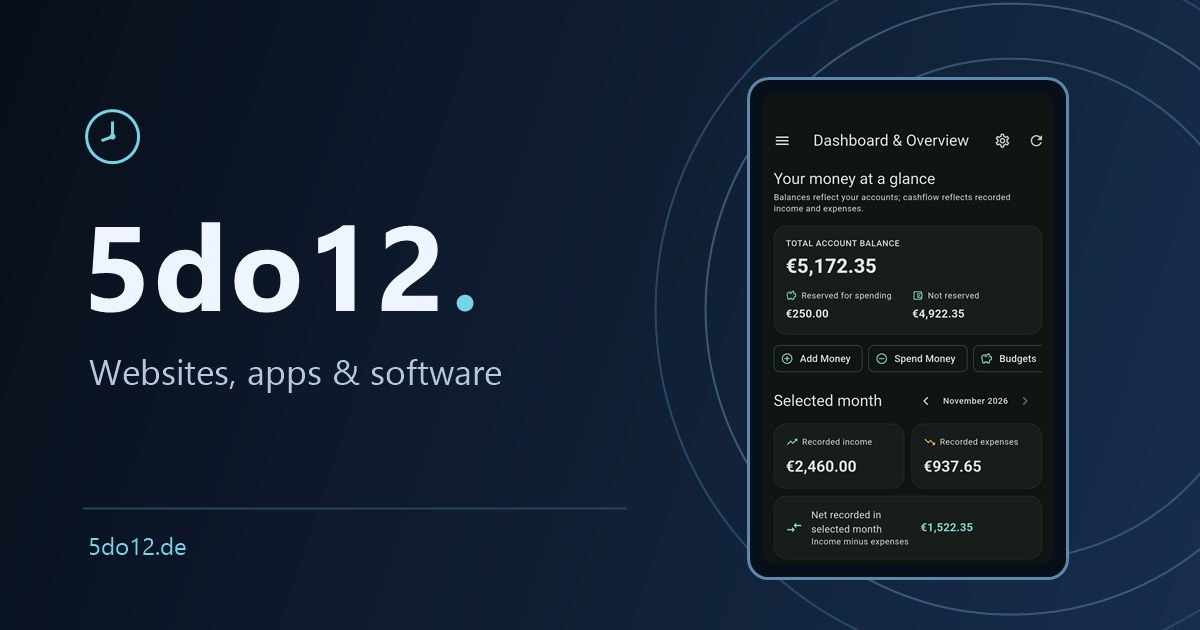 5do12.
Websites, apps & software
5do12.de
Dashboard & Overview
Your money at a glance
Balances reflect your accounts; cashflow reflects recorded
income and expenses.
TOTAL ACCOUNT BALANCE
€5,172.35
Reserved for spending
€250.00
Not reserved
€4,922.35
Add Money
Spend Money
Budgets
Selected month
November 2026
Recorded income
€2,460.00
Recorded expenses
€937.65
Net recorded in
selected month
Income minus expenses
€1,522.35